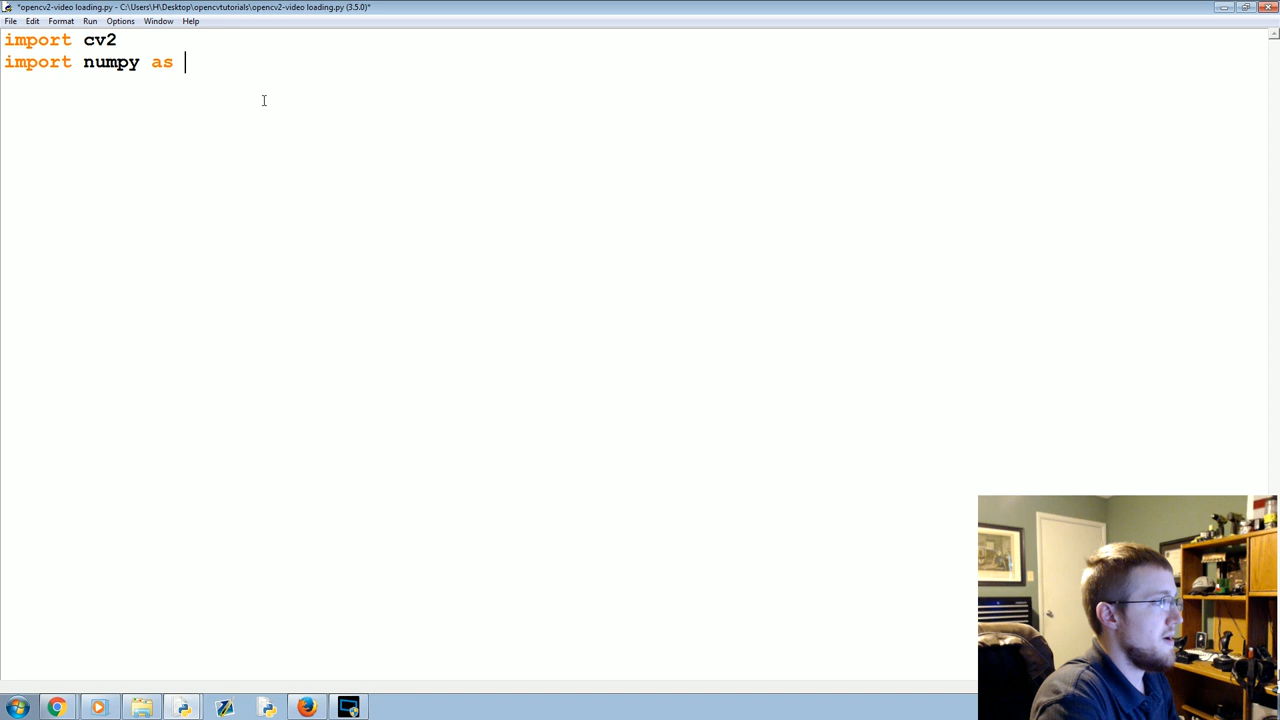 *opencv2-video loading.py - C:\Users\H\Desktop\opencvtutorials\opencv2-video loading.py (3.5.0)*
File Edit Format Run Options Window Help
import cv2
import numpy as